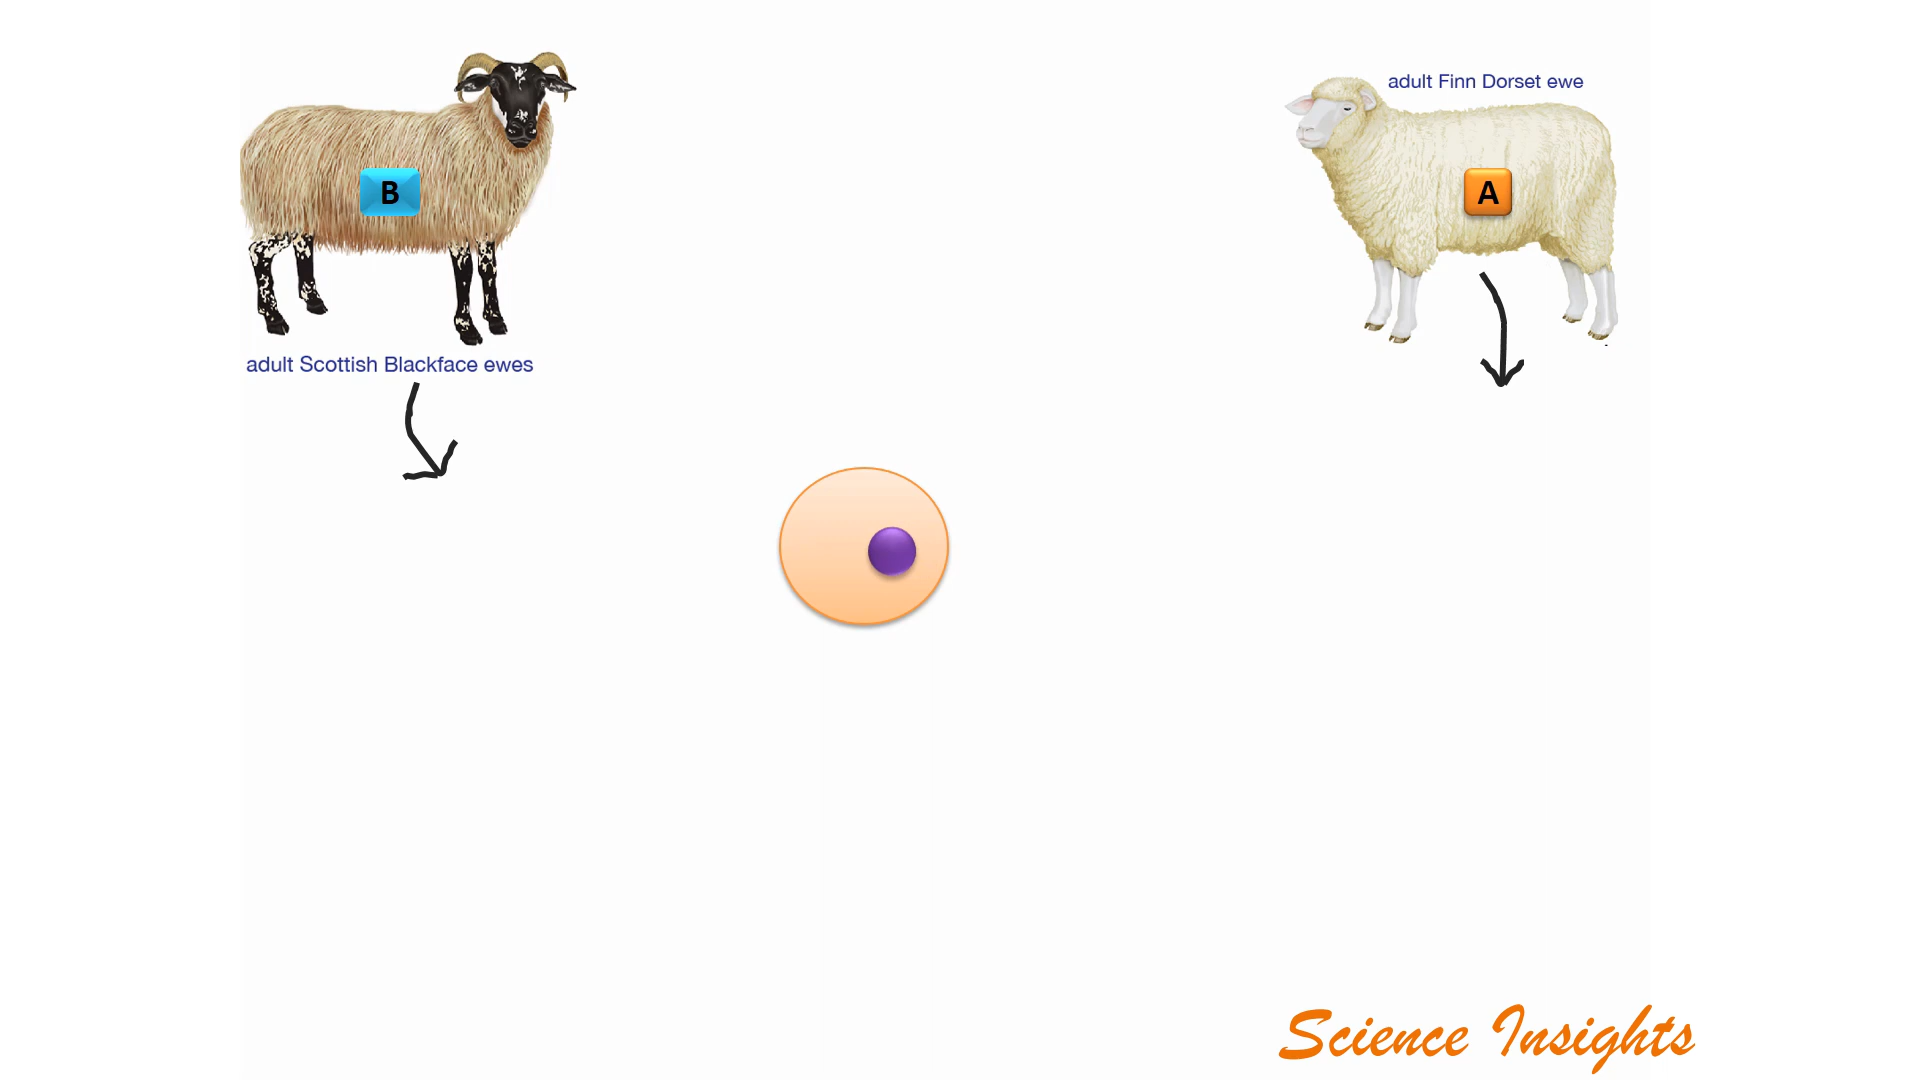 adult Finn Dorset ewe
B
A
adult Scottish Blackface ewes
Science Insights